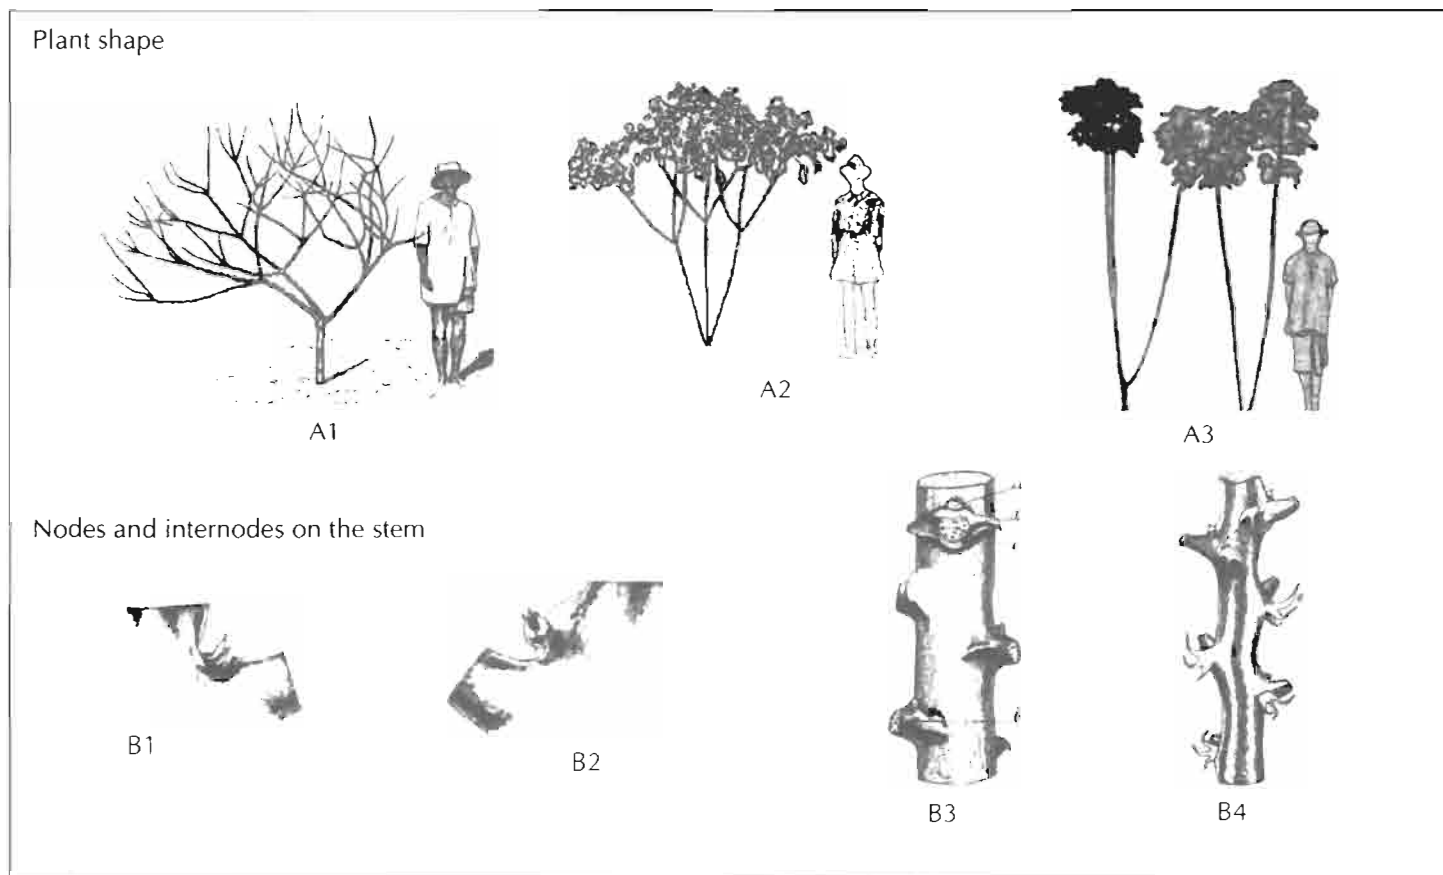 Plant shape
A1
A2
A3
Nodes and internodes on the stem
B1
B2
B3
B4